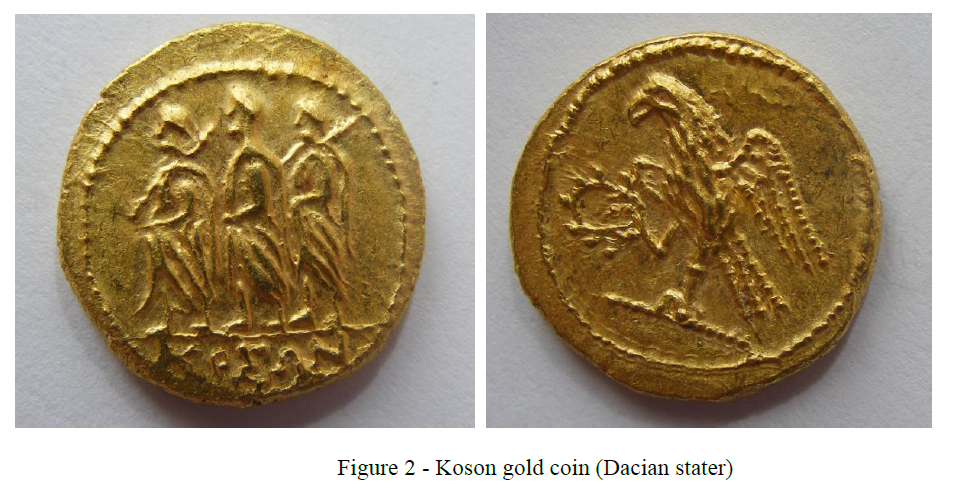 ΚΟΣΩΝ
Figure 2 - Koson gold coin (Dacian stater)